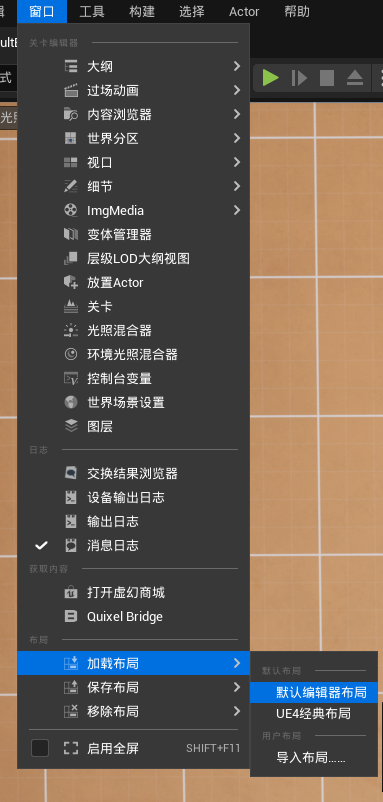 窗口 工具 构建 选择 Actor 帮助
关卡编辑器
大纲
过场动画
内容浏览器
世界分区
视口
细节
ImgMedia
变体管理器
层级LOD大纲视图
放置Actor
关卡
光照混合器
环境光照混合器
控制台变量
世界场景设置
图层
日志
交换结果浏览器
设备输出日志
输出日志
消息日志
获取内容
打开虚幻商城
Quixel Bridge
布局
加载布局
保存布局
移除布局
启用全屏 SHIFT+F11
默认布局
默认编辑器布局
UE4经典布局
用户布局
导入布局......